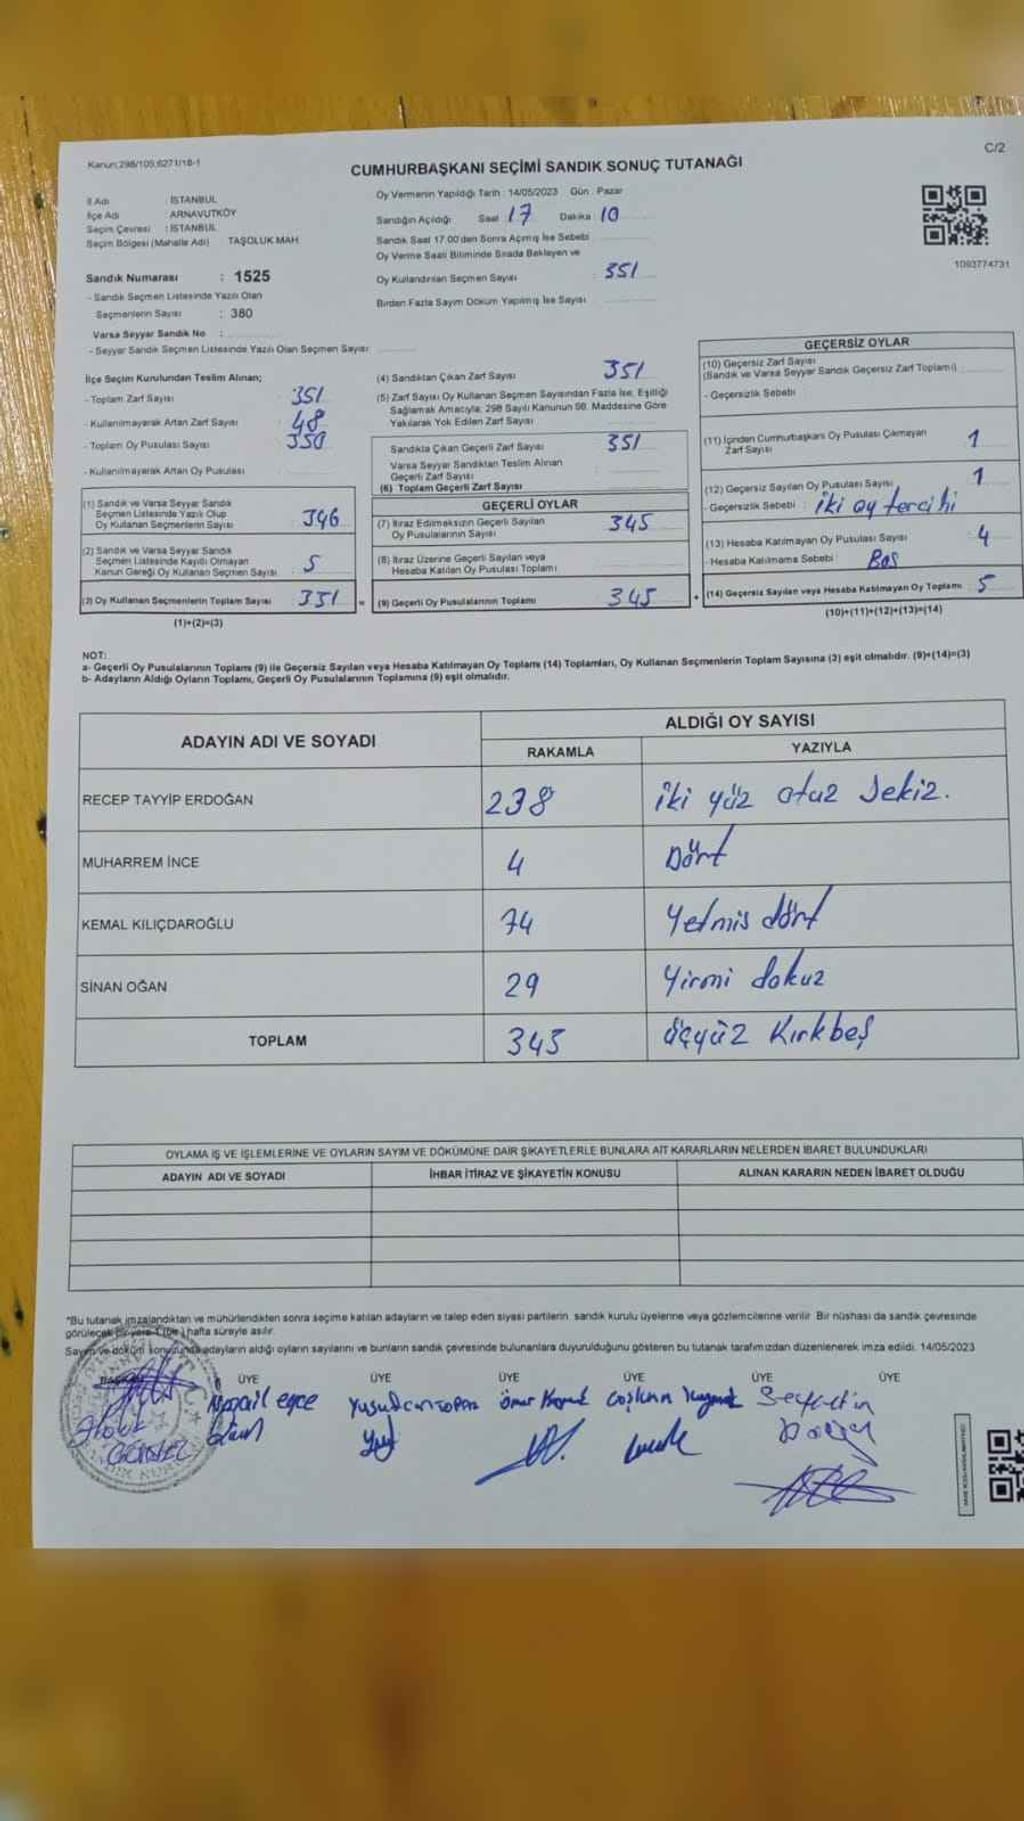 Kanun:298/105,6271/18-1
C/2
CUMHURBAŞKANI SEÇİMİ SANDIK SONUÇ TUTANAĞI
İl Adı : İSTANBUL
İlçe Adı : ARNAVUTKÖY
Seçim Çevresi : İSTANBUL
Seçim Bölgesi (Mahalle Adı) TAŞOLUK MAH.
Sandık Numarası : 1525
- Sandık Seçmen Listesinde Yazılı Olan
Seçmenlerin Sayısı : 380
Varsa Seyyar Sandık No :
- Seyyar Sandık Seçmen Listesinde Yazılı Olan Seçmen Sayısı
Oy Vermenin Yapıldığı Tarih : 14/05/2023 Gün : Pazar
Sandığın Açıldığı Saat 17 Dakika 10
Sandık Saat 17.00'den Sonra Açılmış İse Sebebi
Oy Verme Saati Bitiminde Sırada Bekleyen ve
Oy Kullandırılan Seçmen Sayısı : 351
Birden Fazla Sayım Döküm Yapılmış İse Sayısı
1093774731
İlçe Seçim Kurulundan Teslim Alınan;
- Toplam Zarf Sayısı 351
- Kullanılmayarak Artan Zarf Sayısı 48
- Toplam Oy Pusulası Sayısı 350
- Kullanılmayarak Artan Oy Pusulası
(1) Sandık ve Varsa Seyyar Sandık
Seçmen Listesinde Yazılı Olup
Oy Kullanan Seçmenlerin Sayısı 346
(2) Sandık ve Varsa Seyyar Sandık
Seçmen Listesinde Kayıtlı Olmayan
Kanun Gereği Oy Kullanan Seçmen Sayısı 5
(3) Oy Kullanan Seçmenlerin Toplam Sayısı 351 =
(1)+(2)=(3)
(4) Sandıktan Çıkan Zarf Sayısı 351
(5) Zarf Sayısı Oy Kullanan Seçmen Sayısından Fazla İse, Eşitliği
Sağlamak Amacıyla; 298 Sayılı Kanunun 98. Maddesine Göre
Yakılarak Yok Edilen Zarf Sayısı
Sandıkta Çıkan Geçerli Zarf Sayısı 351
Varsa Seyyar Sandıktan Teslim Alınan
Geçerli Zarf Sayısı
(6) Toplam Geçerli Zarf Sayısı
GEÇERLİ OYLAR
(7) İtiraz Edilmeksizin Geçerli Sayılan
Oy Pusulalarının Sayısı 345
(8) İtiraz Üzerine Geçerli Sayılan veya
Hesaba Katılan Oy Pusulası Toplamı
(9) Geçerli Oy Pusulalarının Toplamı 345 +
GEÇERSİZ OYLAR
(10) Geçersiz Zarf Sayısı
(Sandık ve Varsa Seyyar Sandık Geçersiz Zarf Toplamı)
- Geçersizlik Sebebi
(11) İçinden Cumhurbaşkanı Oy Pusulası Çıkmayan
Zarf Sayısı 1
(12) Geçersiz Sayılan Oy Pusulası Sayısı 1
- Geçersizlik Sebebi : iki oy tercihi
(13) Hesaba Katılmayan Oy Pusulası Sayısı 4
- Hesaba Katılmama Sebebi : Boş
(14) Geçersiz Sayılan veya Hesaba Katılmayan Oy Toplamı 5
(10)+(11)+(12)+(13)=(14)
NOT:
a- Geçerli Oy Pusulalarının Toplamı (9) ile Geçersiz Sayılan veya Hesaba Katılmayan Oy Toplamı (14) Toplamları, Oy Kullanan Seçmenlerin Toplam Sayısına (3) eşit olmalıdır. (9)+(14)=(3)
b- Adayların Aldığı Oyların Toplamı, Geçerli Oy Pusulalarının Toplamına (9) eşit olmalıdır.
ADAYIN ADI VE SOYADI
ALDIĞI OY SAYISI
RAKAMLA YAZIYLA
RECEP TAYYİP ERDOĞAN 238 iki yüz otuz sekiz.
MUHARREM İNCE 4 Dört
KEMAL KILIÇDAROĞLU 74 Yetmis dört
SİNAN OĞAN 29 Yirmi dokuz
TOPLAM 345 üçyüz Kırkbeş
OYLAMA İŞ VE İŞLEMLERİNE VE OYLARIN SAYIM VE DÖKÜMÜNE DAİR ŞİKAYETLERLE BUNLARA AİT KARARLARIN NELERDEN İBARET BULUNDUKLARI
ADAYIN ADI VE SOYADI İHBAR İTİRAZ VE ŞİKAYETİN KONUSU ALINAN KARARIN NEDEN İBARET OLDUĞU
*Bu tutanak imzalandıktan ve mühürlendikten sonra seçime katılan adayların ve talep eden siyasi partilerin sandık kurulu üyelerine veya gözlemcilerine verilir. Bir nüshası da sandık çevresinde
görülecek bir yere 1 (bir) hafta süreyle asılır.
Sayım ve döküm sonucunda adayların aldığı oyların sayılarını ve bunların sandık çevresinde bulunanlara duyurulduğunu gösteren bu tutanak tarafımızdan düzenlenerek imza edildi. 14/05/2023
BAŞKAN ÜYE ÜYE ÜYE ÜYE ÜYE ÜYE